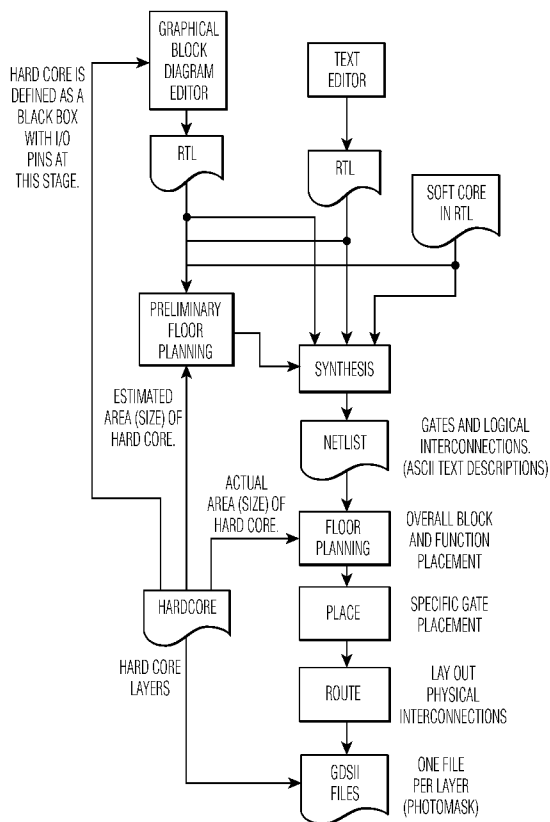 GRAPHICAL
BLOCK
DIAGRAM
EDITOR
TEXT
EDITOR
HARD CORE IS
DEFINED AS A
BLACK BOX
WITH I/O
PINS AT
THIS STAGE.
RTL
RTL
SOFT CORE
IN RTL
PRELIMINARY
FLOOR
PLANNING
SYNTHESIS
ESTIMATED
AREA (SIZE) OF
HARD CORE.
NETLIST
GATES AND LOGICAL
INTERCONNECTIONS.
(ASCII TEXT DESCRIPTIONS)
ACTUAL
AREA (SIZE) OF
HARD CORE.
FLOOR
PLANNING
OVERALL BLOCK
AND FUNCTION
PLACEMENT
HARDCORE
PLACE
SPECIFIC GATE
PLACEMENT
HARD CORE
LAYERS
ROUTE
LAY OUT
PHYSICAL
INTERCONNECTIONS
GDSII
FILES
ONE FILE
PER LAYER
(PHOTOMASK)